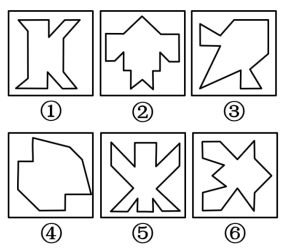 ① ② ③
④ ⑤ ⑥